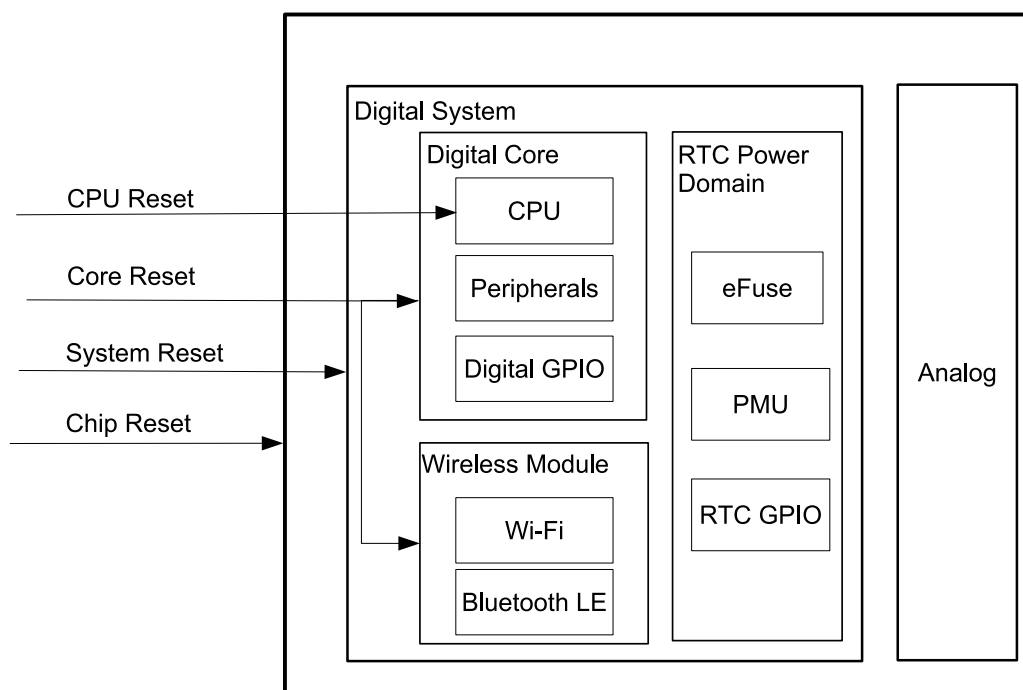 Digital System
Digital Core
RTC Power
Domain
CPU Reset
CPU
Core Reset
Peripherals
eFuse
System Reset
Digital GPIO
Analog
Chip Reset
PMU
Wireless Module
Wi-Fi
RTC GPIO
Bluetooth LE